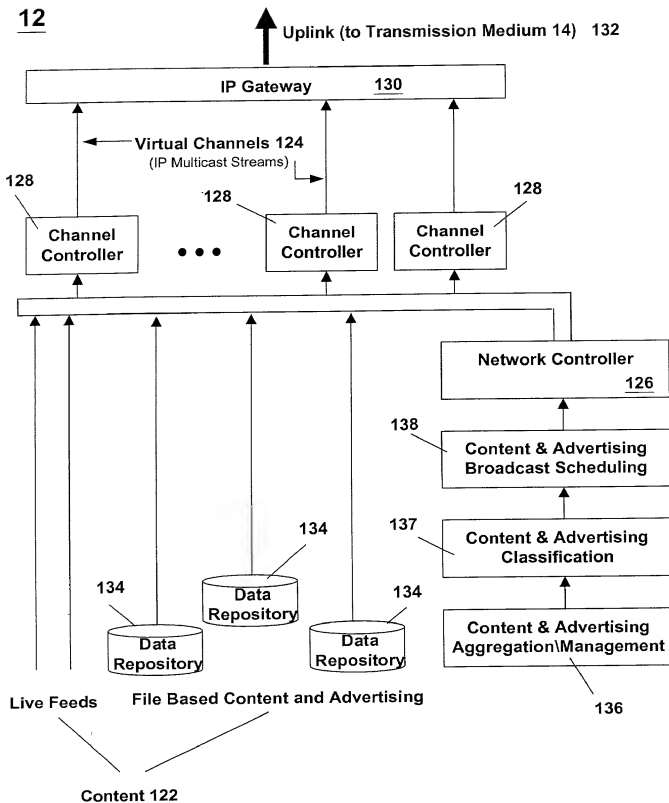 12
Uplink (to Transmission Medium 14) 132
IP Gateway 130
Virtual Channels 124
(IP Multicast Streams)
128
128
128
Channel
Controller
• • •
Channel
Controller
Channel
Controller
Network Controller
126
138
Content & Advertising
Broadcast Scheduling
137
Content & Advertising
Classification
134
Data
Repository
134
Data
Repository
134
Data
Repository
Content & Advertising
Aggregation\Management
136
Live Feeds
File Based Content and Advertising
Content 122